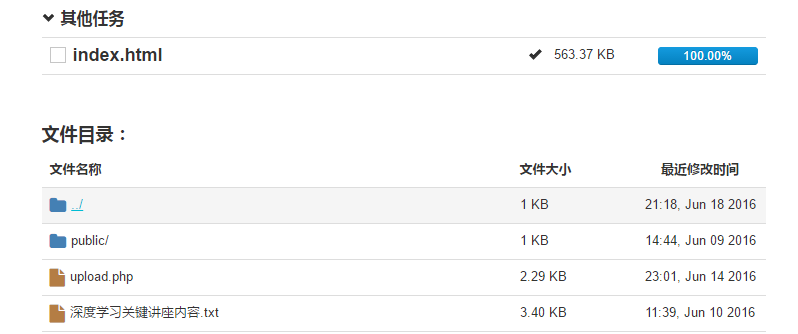 其他任务
index.html 563.37 KB 100.00%
文件目录：
文件名称 文件大小 最近修改时间
../ 1 KB 21:18, Jun 18 2016
public/ 1 KB 14:44, Jun 09 2016
upload.php 2.29 KB 23:01, Jun 14 2016
深度学习关键讲座内容.txt 3.40 KB 11:39, Jun 10 2016